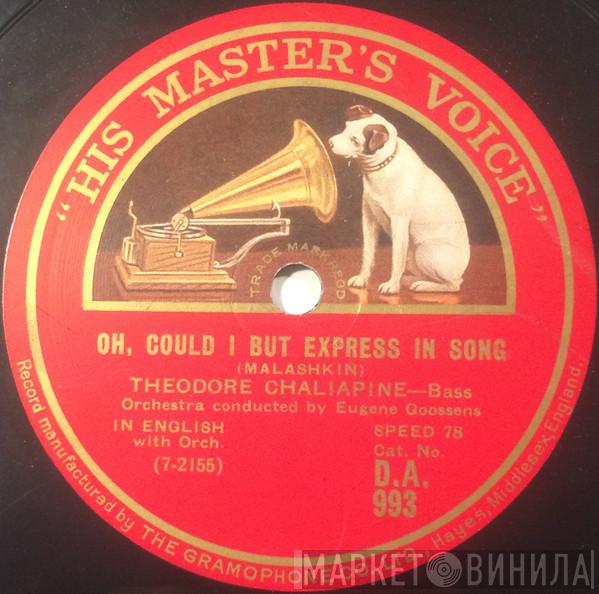 "HIS MASTER'S VOICE"
TRADE MARK REGD
OH, COULD I BUT EXPRESS IN SONG
(MALASHKIN)
THEODORE CHALIAPINE—Bass
Orchestra conducted by Eugene Goossens
IN ENGLISH
with Orch.
(7-2155)
SPEED 78
Cat. No.
D.A.
993
Record manufactured by THE GRAMOPHONE CO., Hayes, Middlesex, England.
МАРКЕТ ВИНИЛА